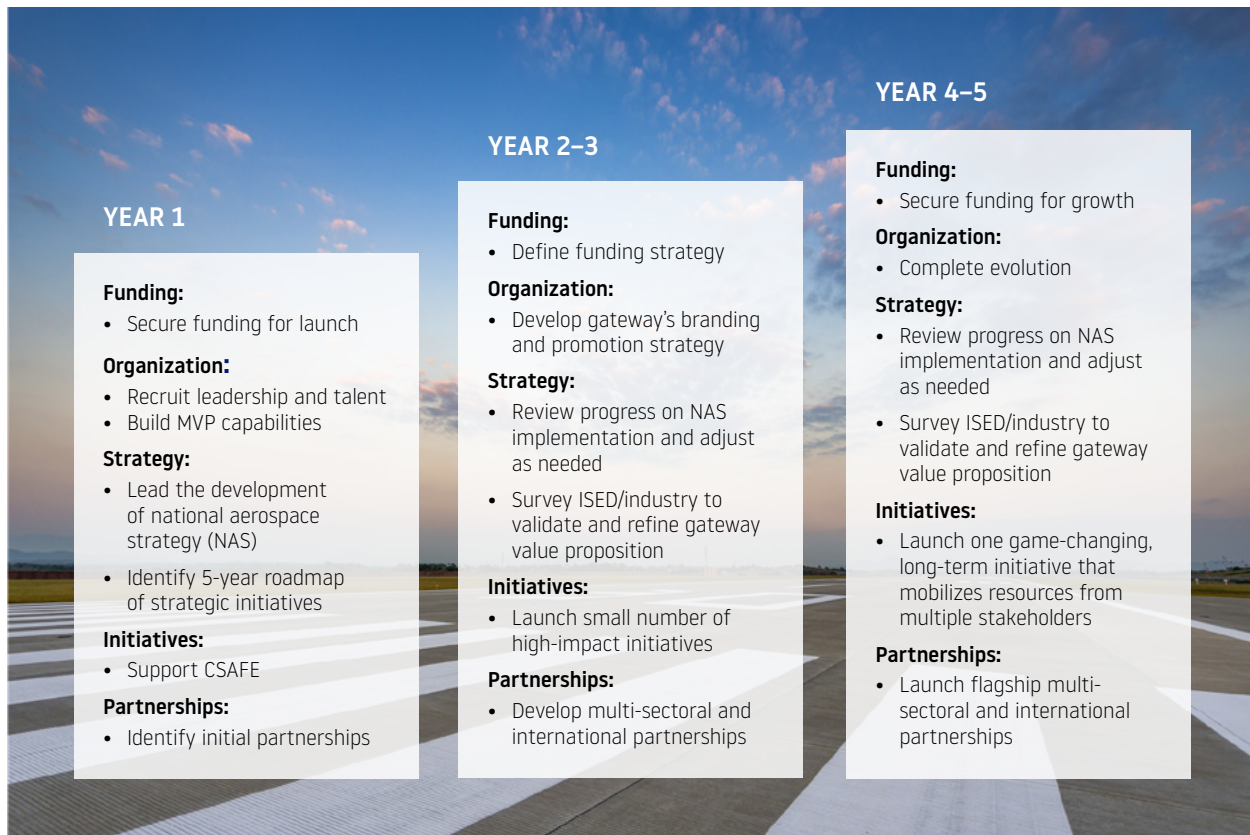 YEAR 1
Funding:
• Secure funding for launch
Organization:
• Recruit leadership and talent
• Build MVP capabilities
Strategy:
• Lead the development
of national aerospace
strategy (NAS)
• Identify 5-year roadmap
of strategic initiatives
Initiatives:
• Support CSAFE
Partnerships:
• Identify initial partnerships
YEAR 2–3
Funding:
• Define funding strategy
Organization:
• Develop gateway’s branding
and promotion strategy
Strategy:
• Review progress on NAS
implementation and adjust
as needed
• Survey ISED/industry to
validate and refine gateway
value proposition
Initiatives:
• Launch small number of
high-impact initiatives
Partnerships:
• Develop multi-sectoral and
international partnerships
YEAR 4–5
Funding:
• Secure funding for growth
Organization:
• Complete evolution
Strategy:
• Review progress on NAS
implementation and adjust
as needed
• Survey ISED/industry to
validate and refine gateway
value proposition
Initiatives:
• Launch one game-changing,
long-term initiative that
mobilizes resources from
multiple stakeholders
Partnerships:
• Launch flagship multi-
sectoral and international
partnerships